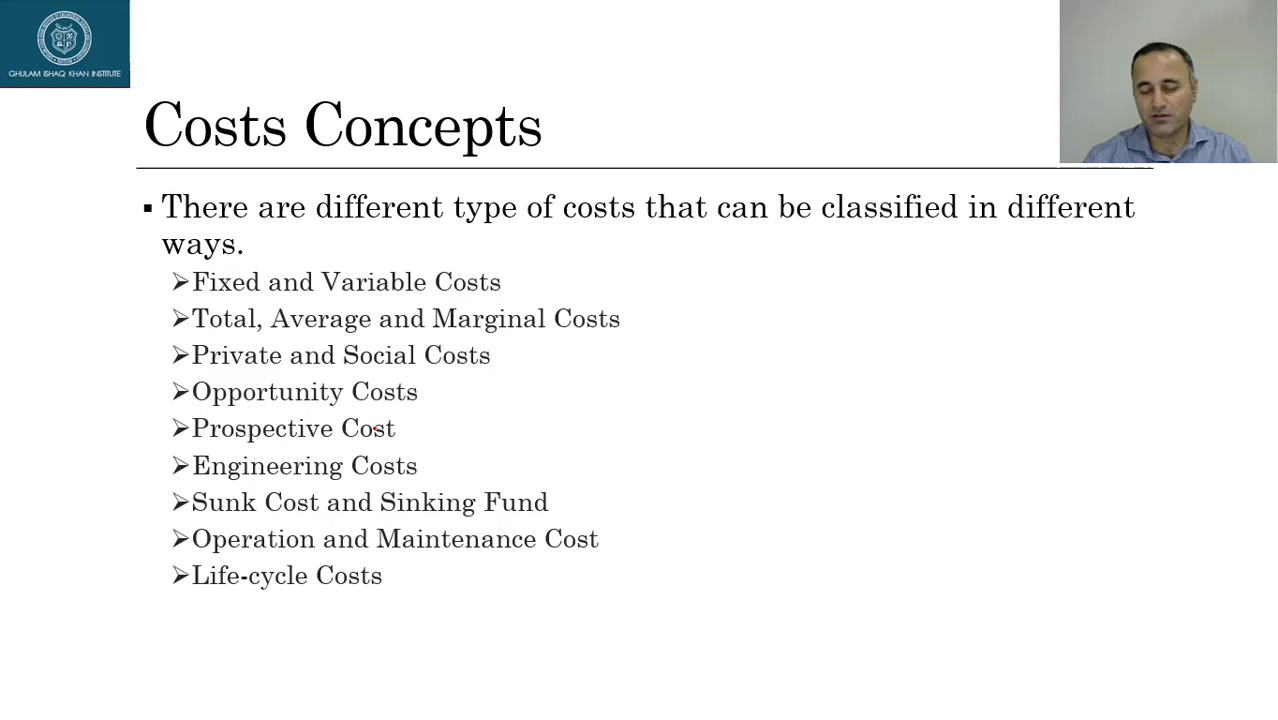 GHULAM ISHAQ KHAN INSTITUTE
Costs Concepts
▪ There are different type of costs that can be classified in different
ways.
➢Fixed and Variable Costs
➢Total, Average and Marginal Costs
➢Private and Social Costs
➢Opportunity Costs
➢Prospective Cost
➢Engineering Costs
➢Sunk Cost and Sinking Fund
➢Operation and Maintenance Cost
➢Life-cycle Costs